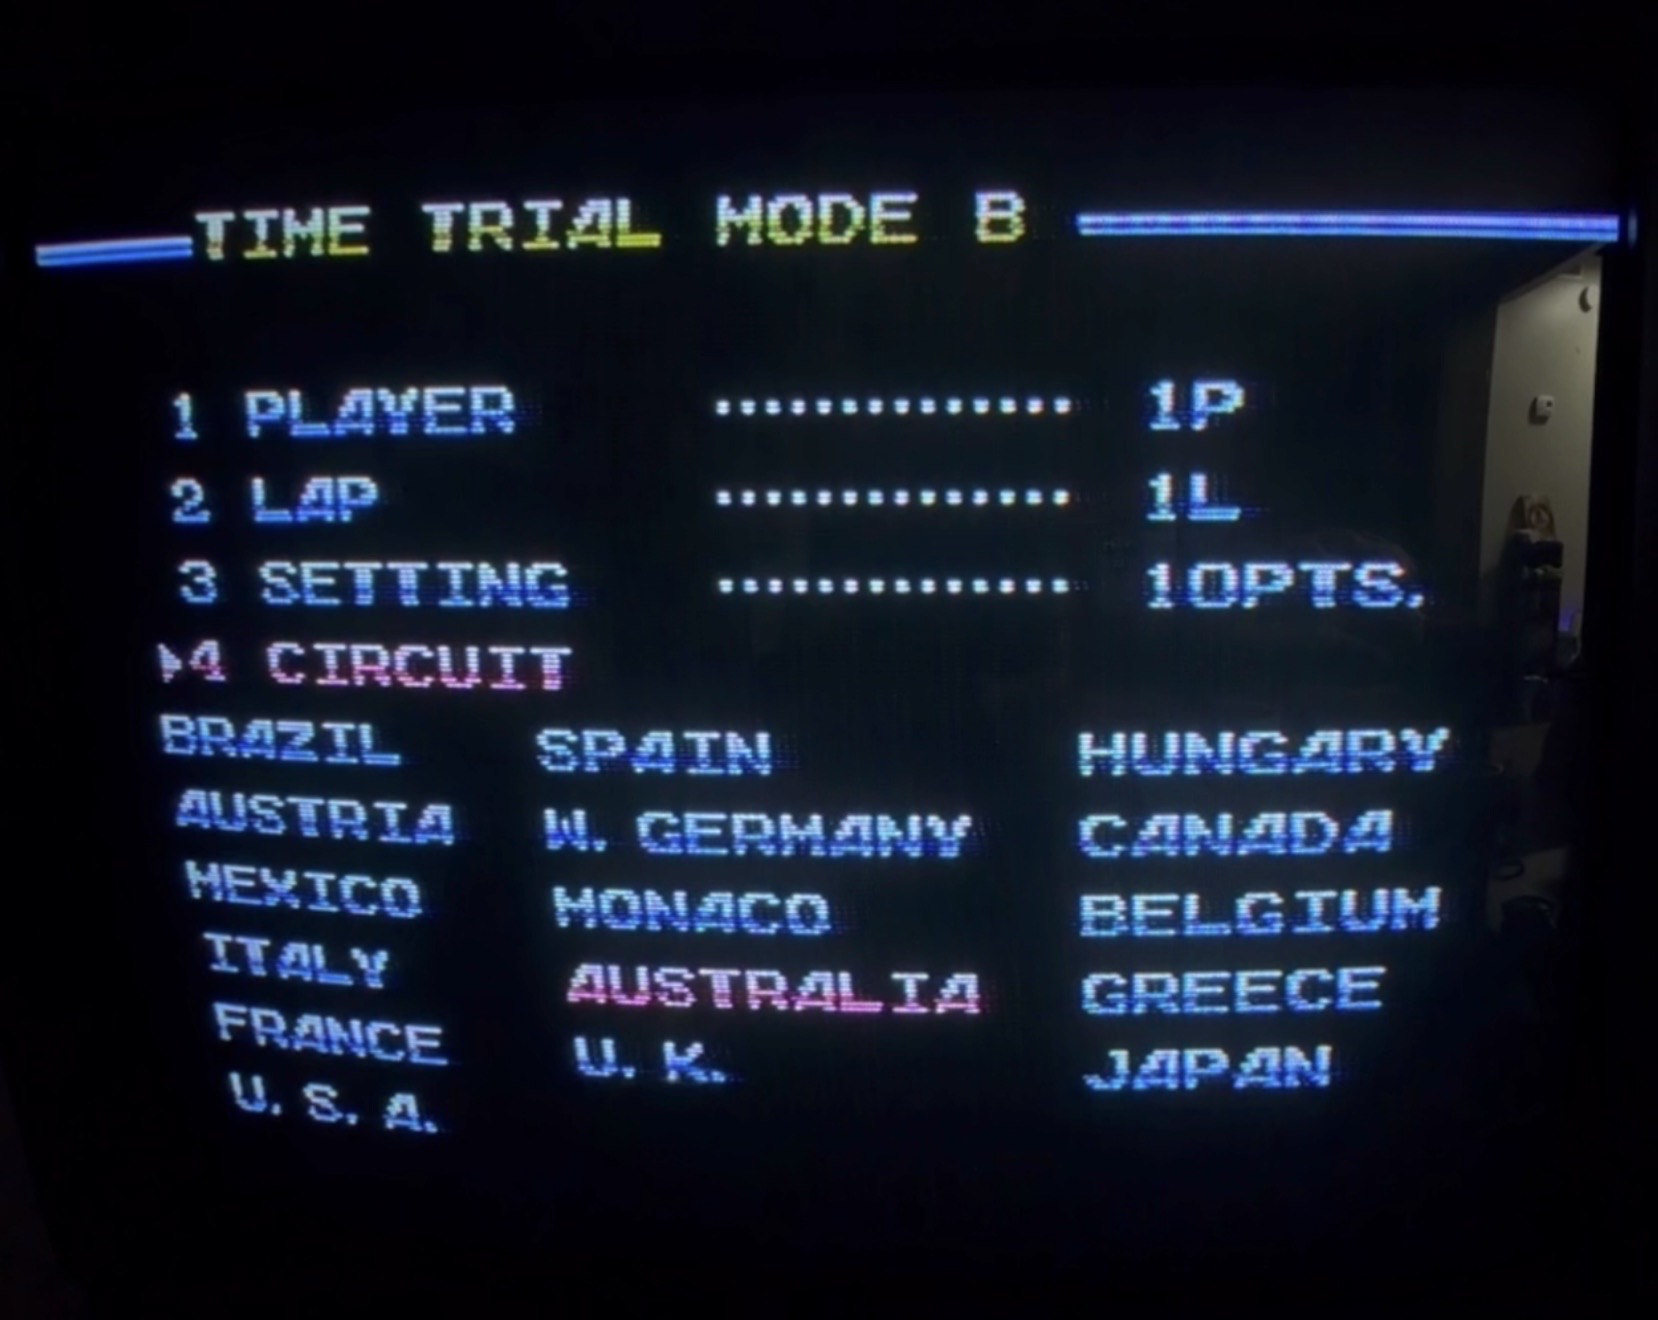 TIME TRIAL MODE B
1 PLAYER .............. 1P
2 LAP .............. 1L
3 SETTING .............. 10PTS.
▶4 CIRCUIT
BRAZIL SPAIN HUNGARY
AUSTRIA W. GERMANY CANADA
MEXICO MONACO BELGIUM
ITALY AUSTRALIA GREECE
FRANCE U. K. JAPAN
U. S. A.